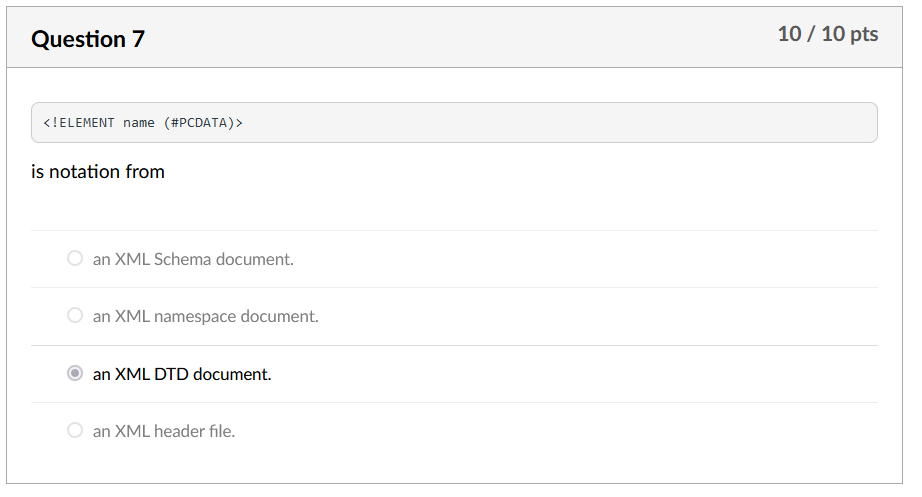 Question 7
10 / 10 pts
<!ELEMENT name (#PCDATA)>
is notation from
an XML Schema document.
an XML namespace document.
an XML DTD document.
an XML header file.